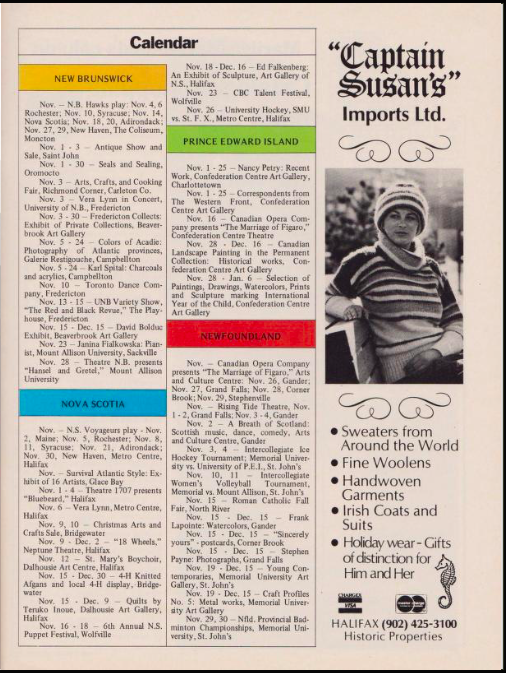 Calendar
NEW BRUNSWICK
Nov. — N.B. Hawks play: Nov. 4, 6
Rochester; Nov. 10, Syracuse; Nov. 14,
Nova Scotia; Nov. 18, 20, Adirondack;
Nov. 27, 29, New Haven, The Coliseum,
Moncton
Nov. 1 - 3 — Antique Show and
Sale, Saint John
Nov. 1 - 30 — Seals and Sealing,
Oromocto
Nov. 3 — Arts, Crafts, and Cooking
Fair, Richmond Corner, Carleton Co.
Nov. 3 — Vera Lynn in Concert,
University of N.B., Fredericton
Nov. 3 - 30 — Fredericton Collects:
Exhibit of Private Collections, Beaver-
brook Art Gallery
Nov. 5 - 24 — Colors of Acadie:
Photography of Atlantic provinces,
Galerie Restigouche, Campbellton
Nov. 5 - 24 — Karl Spital: Charcoals
and acrylics, Campbellton
Nov. 10 — Toronto Dance Com-
pany, Fredericton
Nov. 13 - 15 — UNB Variety Show,
"The Red and Black Revue," The Play-
house, Fredericton
Nov. 15 - Dec. 15 — David Bolduc
Exhibit, Beaverbrook Art Gallery
Nov. 23 — Janina Fialkowska: Pian-
ist, Mount Allison University, Sackville
Nov. 28 — Theatre N.B. presents
"Hansel and Gretel," Mount Allison
University
NOVA SCOTIA
Nov. — N.S. Voyageurs play - Nov.
2, Maine; Nov. 5, Rochester; Nov. 8,
11, Syracuse; Nov. 21, Adirondack;
Nov. 30, New Haven, Metro Centre,
Halifax
Nov. — Survival Atlantic Style: Ex-
hibit of 16 Artists, Glace Bay
Nov. 1 - 4 — Theatre 1707 presents
"Bluebeard," Halifax
Nov. 6 — Vera Lynn, Metro Centre,
Halifax
Nov. 9, 10 — Christmas Arts and
Crafts Sale, Bridgewater
Nov. 9 - Dec. 2 — "18 Wheels,"
Neptune Theatre, Halifax
Nov. 12 — St. Mary's Boychoir,
Dalhousie Art Centre, Halifax
Nov. 15 - Dec. 30 — 4-H Knitted
Afgans and local 4-H display, Bridge-
water
Nov. 15 - Dec. 9 — Quilts by
Teruko Inoue, Dalhousie Art Gallery,
Halifax
Nov. 16 - 18 — 6th Annual N.S.
Puppet Festival, Wolfville
Nov. 18 - Dec. 16 — Ed Falkenberg:
An Exhibit of Sculpture, Art Gallery of
N.S., Halifax
Nov. 23 — CBC Talent Festival,
Wolfville
Nov. 26 — University Hockey, SMU
vs. St. F. X., Metro Centre, Halifax
PRINCE EDWARD ISLAND
Nov. 1 - 25 — Nancy Petry: Recent
Work, Confederation Centre Art Gallery,
Charlottetown
Nov. 1 - 25 — Correspondents from
The Western Front, Confederation
Centre Art Gallery
Nov. 16 — Canadian Opera Com-
pany presents "The Marriage of Figaro,"
Confederation Centre Theatre
Nov. 28 - Dec. 16 — Canadian
Landscape Painting in the Permanent
Collection: Historical works, Con-
federation Centre Art Gallery
Nov. 28 - Jan. 6 — Selection of
Paintings, Drawings, Watercolors, Prints
and Sculpture marking International
Year of the Child, Confederation Centre
Art Gallery
NEWFOUNDLAND
Nov. — Canadian Opera Company
presents "The Marriage of Figaro," Arts
and Culture Centre: Nov. 26, Gander;
Nov. 27, Grand Falls; Nov. 28, Corner
Brook; Nov. 29, Stephenville
Nov. — Rising Tide Theatre, Nov.
1 - 2, Grand Falls; Nov. 3 - 4, Gander
Nov. 2 — A Breath of Scotland:
Scottish music, dance, comedy, Arts
and Culture Centre, Gander
Nov. 3, 4 — Intercollegiate Ice
Hockey Tournament; Memorial Univer-
sity vs. University of P.E.I., St. John's
Nov. 10, 11 — Intercollegiate
Women's Volleyball Tournament,
Memorial vs. Mount Allison, St. John's
Nov. 15 — Roman Catholic Fall
Fair, North River
Nov. 15 - Dec. 15 — Frank
Lapointe: Watercolors, Gander
Nov. 15 - Dec. 15 — "Sincerely
yours" - postcards, Corner Brook
Nov. 15 - Dec. 15 — Stephen
Payne: Photographs, Grand Falls
Nov. 19 - Dec. 15 — Young Con-
temporaries, Memorial University Art
Gallery, St. John's
Nov. 19 - Dec. 15 — Craft Profiles
No. 5: Metal works, Memorial Univer-
sity Art Gallery
Nov. 29, 30 — Nfld. Provincial Bad-
minton Championships, Memorial Uni-
versity, St. John's
"Captain
Susan's"
Imports Ltd.
• Sweaters from
Around the World
• Fine Woolens
• Handwoven
Garments
• Irish Coats and
Suits
• Holiday wear - Gifts
of distinction for
Him and Her
CHARGEX
VISA
HALIFAX (902) 425-3100
Historic Properties